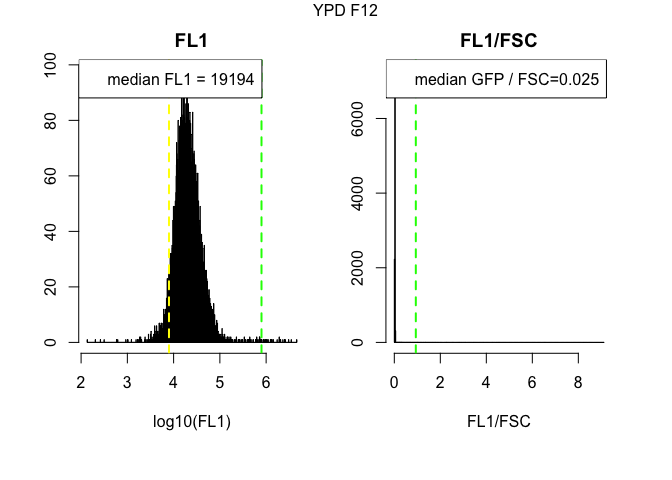 YPD F12
FL1
median FL1 = 19194
100
80
60
40
20
0
2 3 4 5 6
log10(FL1)
FL1/FSC
median GFP / FSC=0.025
6000
4000
2000
0
0 2 4 6 8
FL1/FSC